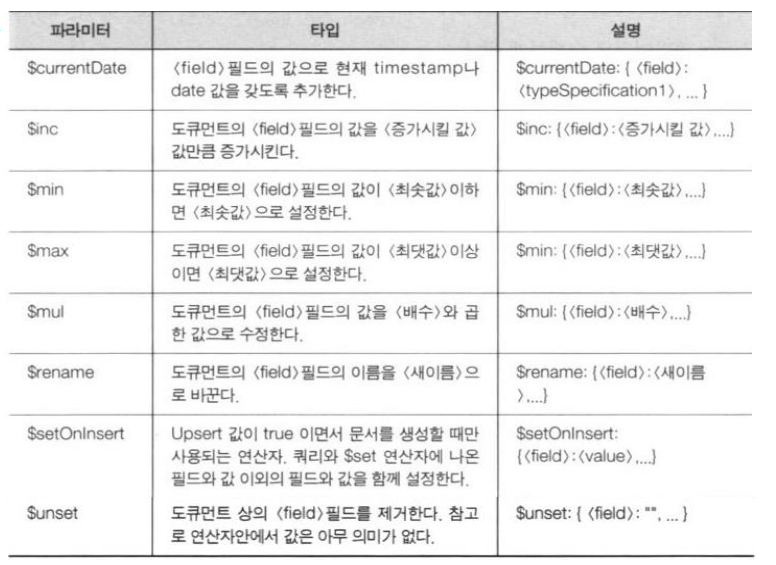 파라미터 타입 설명
$currentDate 〈field〉필드의 값으로 현재 timestamp나 $currentDate: { 〈field〉:
date 값을 갖도록 추가한다. 〈typeSpecification1〉, ... }
$inc 도큐먼트의 〈field〉필드의 값을 〈증가시킬 값〉 $inc: {〈field〉:〈증가시킬 값〉,...}
값만큼 증가시킨다.
$min 도큐먼트의 〈field〉필드의 값이 〈최솟값〉이하 $min: {〈field〉:〈최솟값〉,...}
면 〈최솟값〉으로 설정한다.
$max 도큐먼트의 〈field〉필드의 값이 〈최댓값〉이상 $min: {〈field〉:〈최댓값〉,...}
이면 〈최댓값〉으로 설정한다.
$mul 도큐먼트의 〈field〉필드의 값을 〈배수〉와 곱 $mul: {〈field〉:〈배수〉,...}
한 값으로 수정한다.
$rename 도큐먼트의 〈field〉필드의 이름을 〈새이름〉으 $rename: {〈field〉:〈새이름
로 바꾼다. 〉,...}
$setOnInsert Upsert 값이 true 이면서 문서를 생성할 때만 $setOnInsert:
사용되는 연산자. 쿼리와 $set 연산자에 나온 {〈field〉:〈value〉,...}
필드와 값 이외의 필드와 값을 함께 설정한다.
$unset 도큐먼트 상의 〈field〉필드를 제거한다. 참고 $unset: { 〈field〉: "", ... }
로 연산자안에서 값은 아무 의미가 없다.